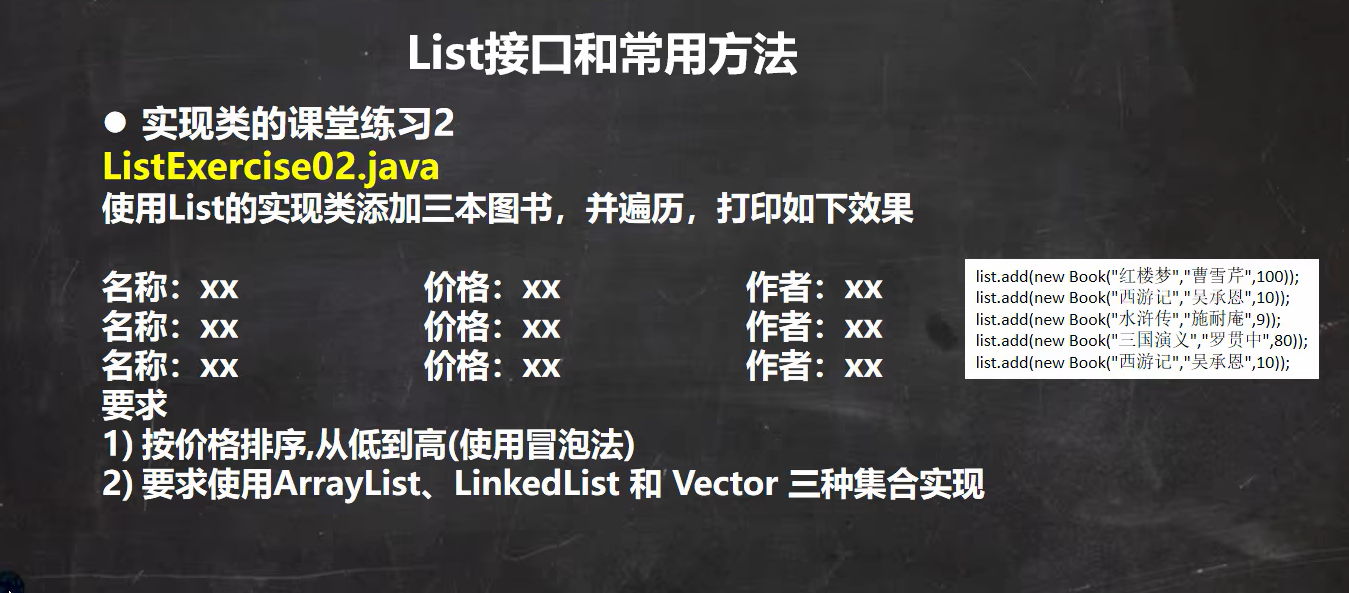 List接口和常用方法
● 实现类的课堂练习2
ListExercise02.java
使用List的实现类添加三本图书，并遍历，打印如下效果
名称：xx 价格：xx 作者：xx
名称：xx 价格：xx 作者：xx
名称：xx 价格：xx 作者：xx
list.add(new Book("红楼梦","曹雪芹",100));
list.add(new Book("西游记","吴承恩",10));
list.add(new Book("水浒传","施耐庵",9));
list.add(new Book("三国演义","罗贯中",80));
list.add(new Book("西游记","吴承恩",10));
要求
1) 按价格排序,从低到高(使用冒泡法)
2) 要求使用ArrayList、LinkedList 和 Vector 三种集合实现